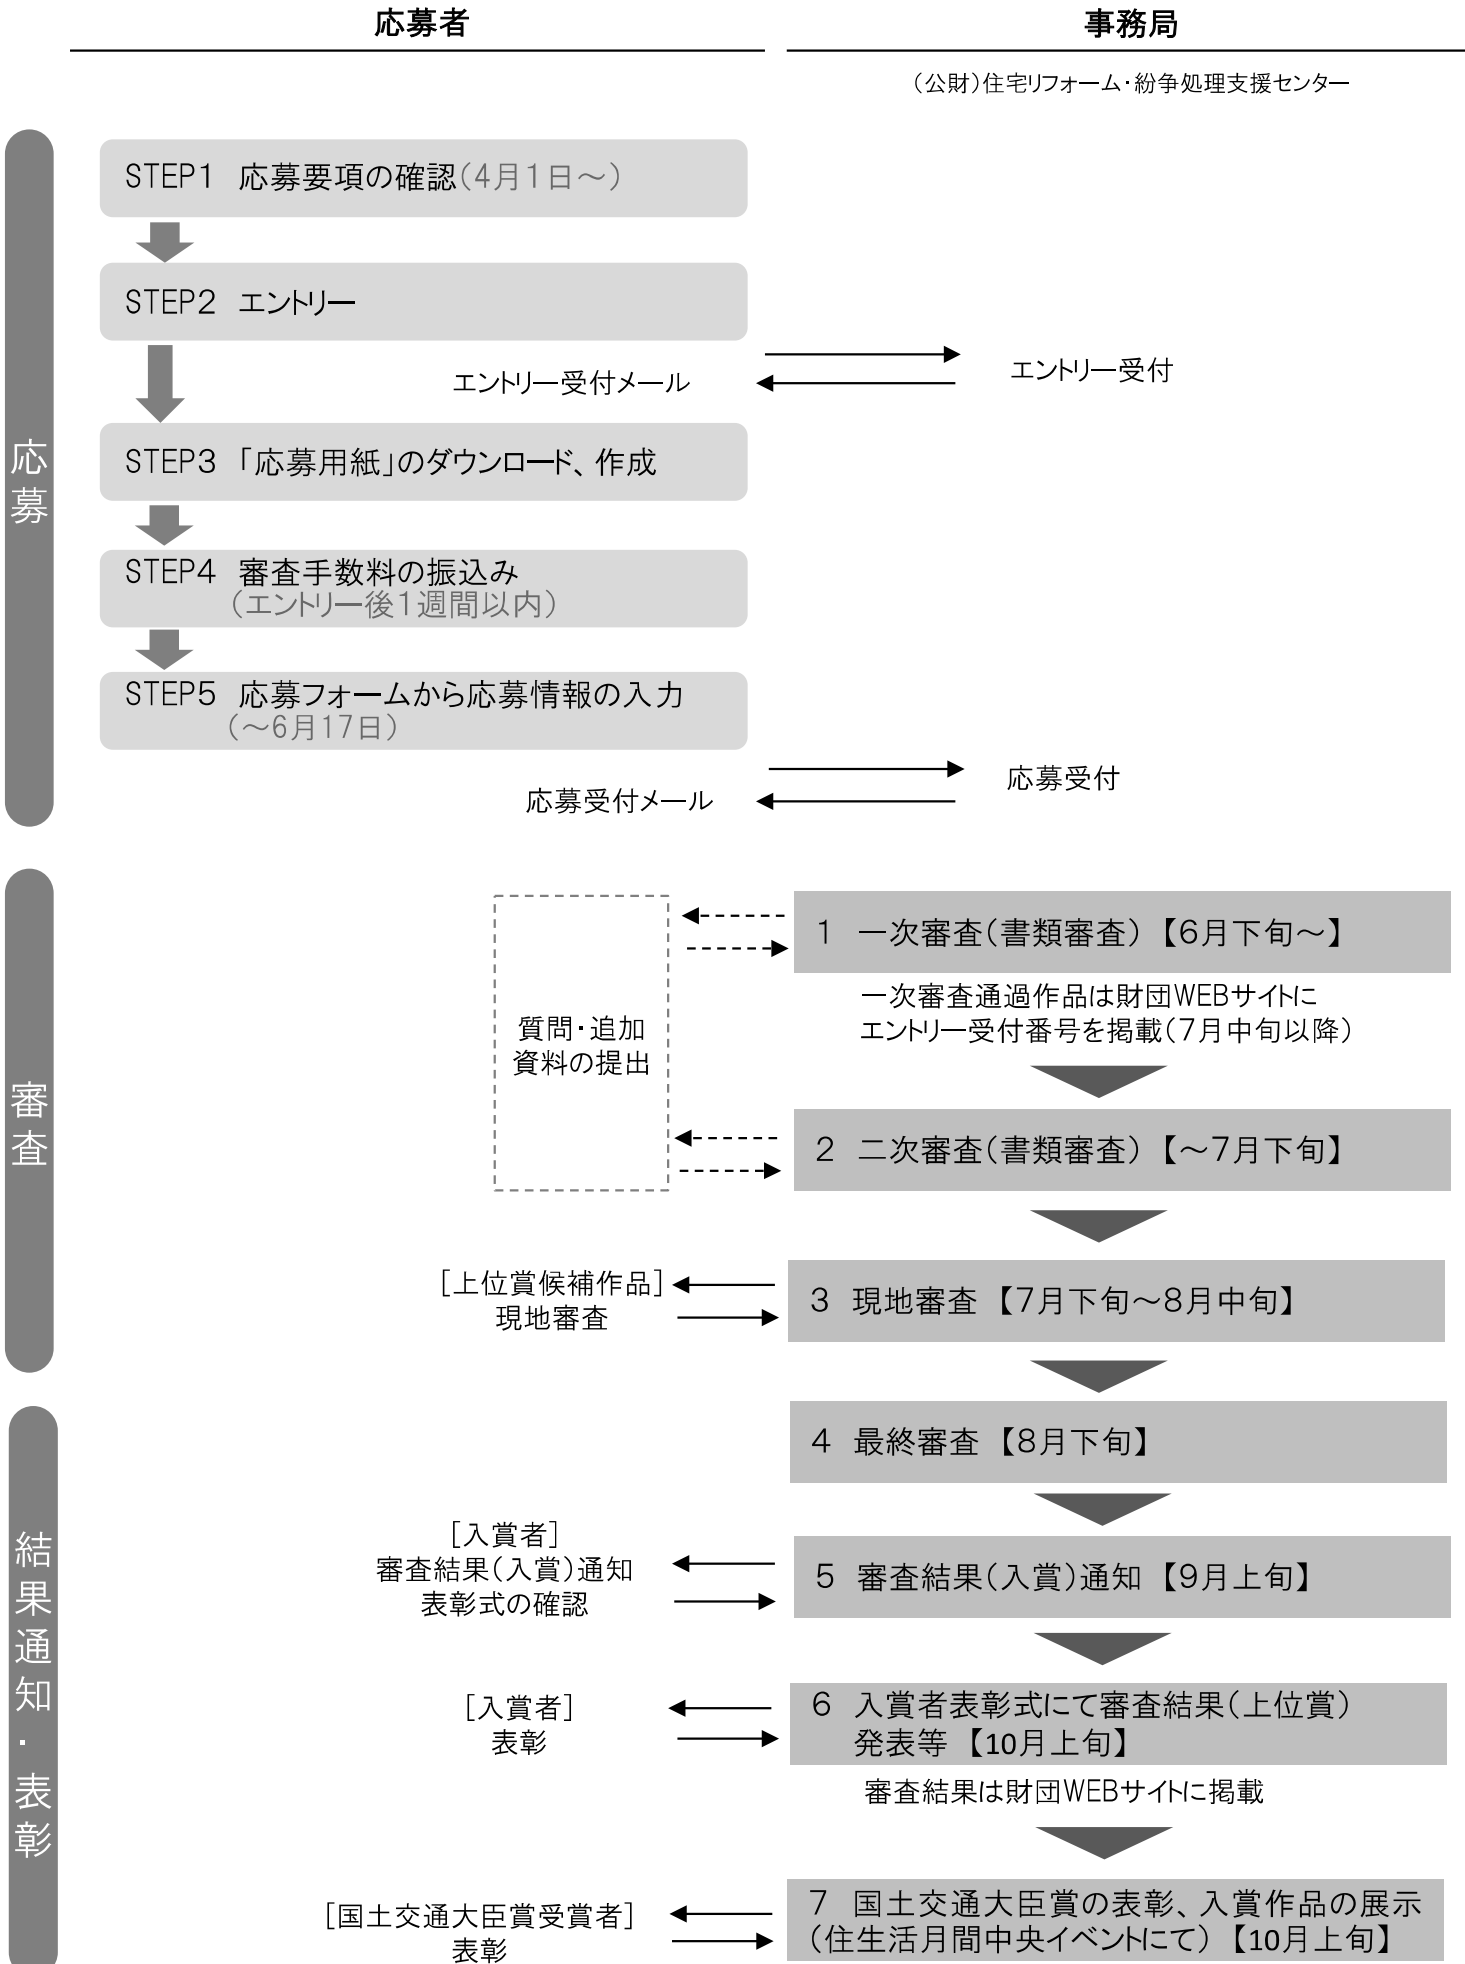 応募者
事務局
（公財）住宅リフォーム・紛争処理支援センター
応募
STEP1　応募要項の確認（4月1日～）
STEP2　エントリー
エントリー受付メール
エントリー受付
STEP3　「応募用紙」のダウンロード、作成
STEP4　審査手数料の振込み
（エントリー後1週間以内）
STEP5　応募フォームから応募情報の入力
（～6月17日）
応募受付メール
応募受付
審査
1　一次審査（書類審査）【6月下旬～】
一次審査通過作品は財団WEBサイトに
エントリー受付番号を掲載（7月中旬以降）
質問・追加
資料の提出
2　二次審査（書類審査）【～7月下旬】
［上位賞候補作品］
現地審査
3　現地審査【7月下旬～8月中旬】
結果通知・表彰
4　最終審査【8月下旬】
［入賞者］
審査結果（入賞）通知
表彰式の確認
5　審査結果（入賞）通知【9月上旬】
［入賞者］
表彰
6　入賞者表彰式にて審査結果（上位賞）
発表等【10月上旬】
審査結果は財団WEBサイトに掲載
［国土交通大臣賞受賞者］
表彰
7　国土交通大臣賞の表彰、入賞作品の展示
（住生活月間中央イベントにて）【10月上旬】